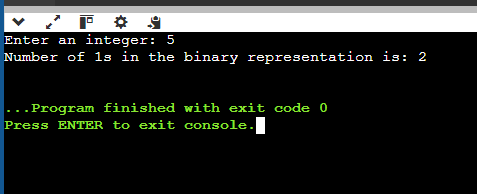 Enter an integer: 5
Number of 1s in the binary representation is: 2
...Program finished with exit code 0
Press ENTER to exit console.